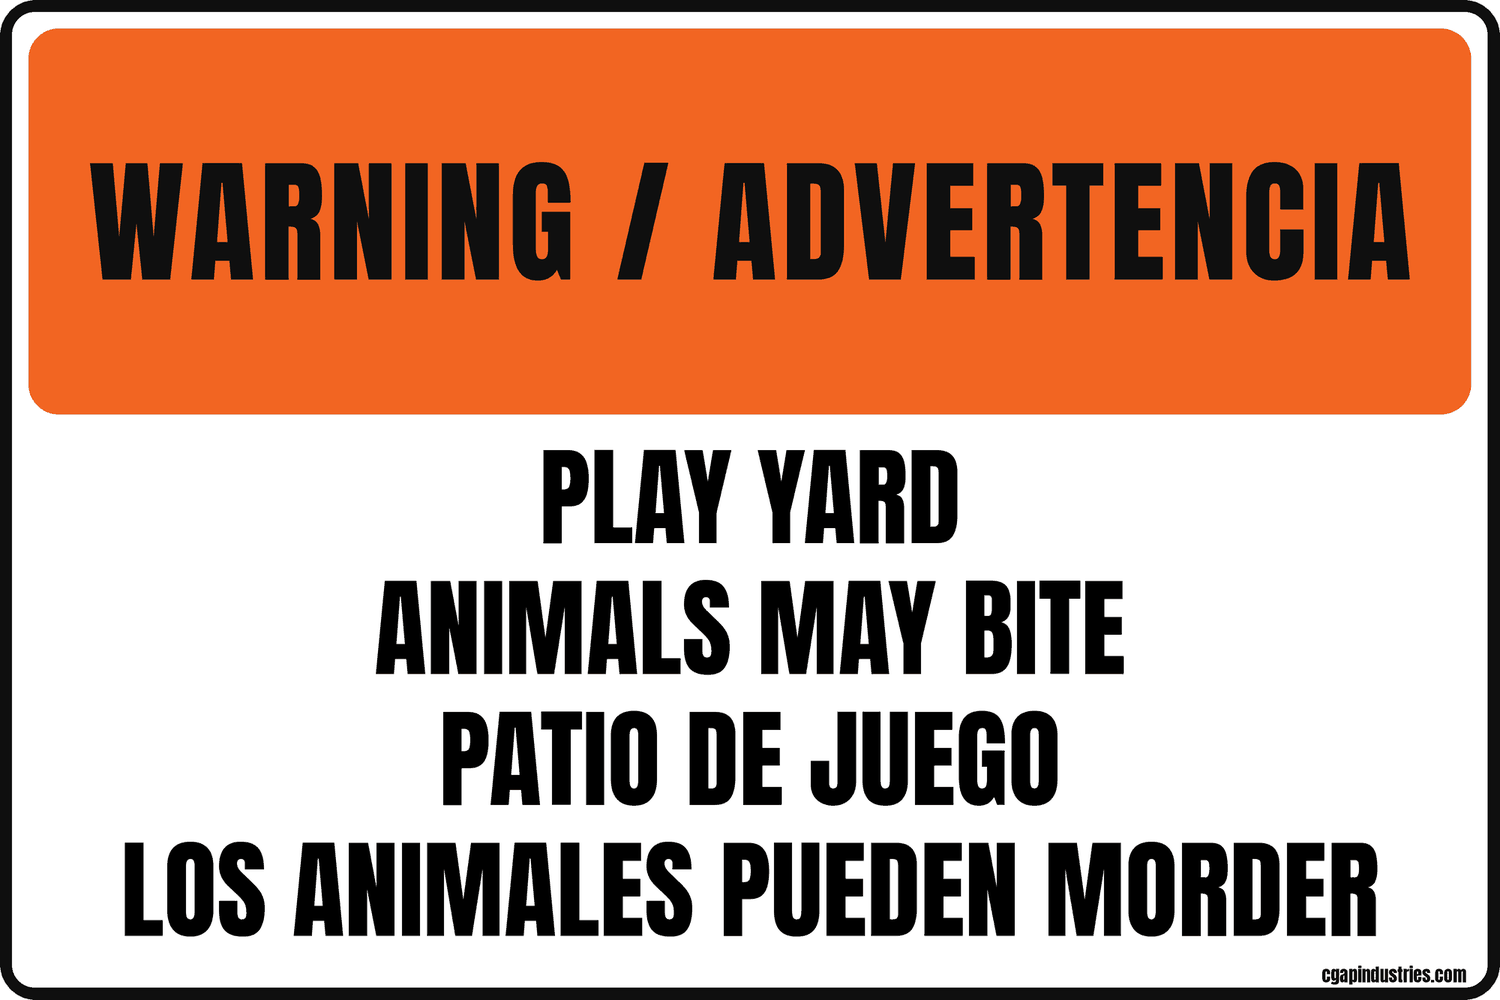 WARNING / ADVERTENCIA
PLAY YARD
ANIMALS MAY BITE
PATIO DE JUEGO
LOS ANIMALES PUEDEN MORDER
cgapindustries.com